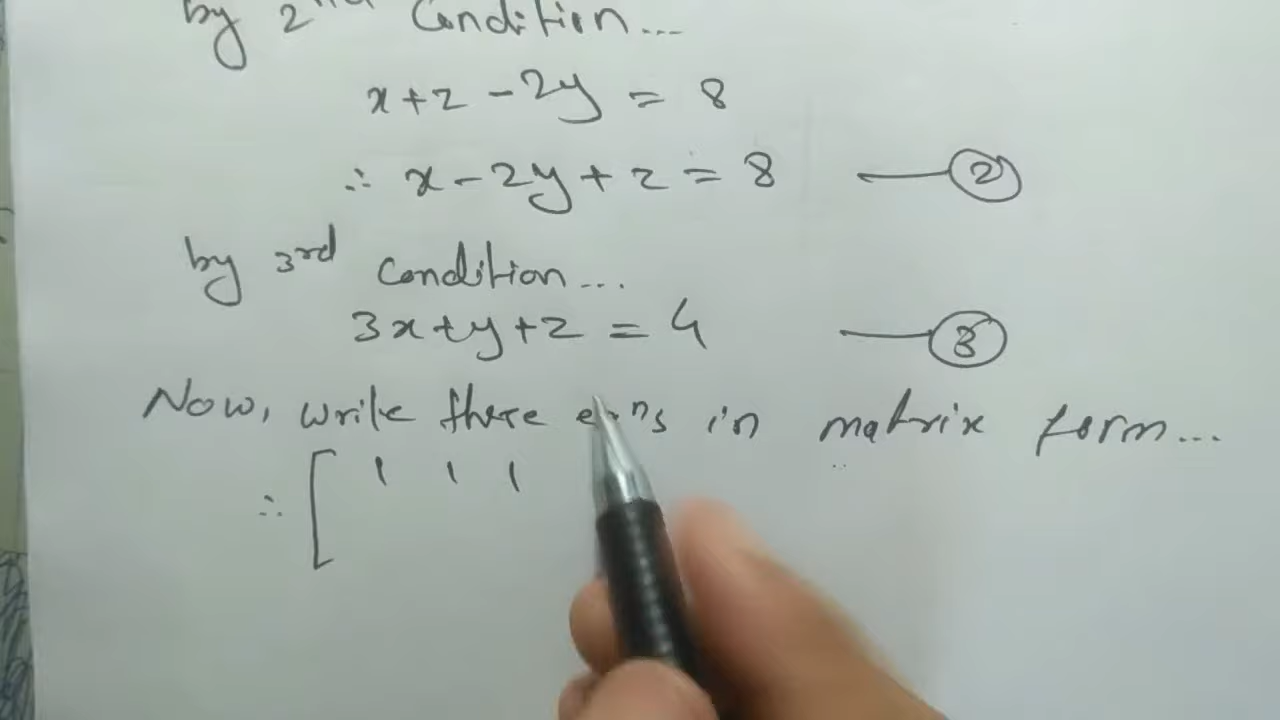 by 2nd Condition...
x+z-2y = 8
∴ x-2y+z = 8 — ②
by 3rd condition...
3x+y+z = 4 — ③
Now, write these eqns in matrix form...
∴ [ 1 1 1